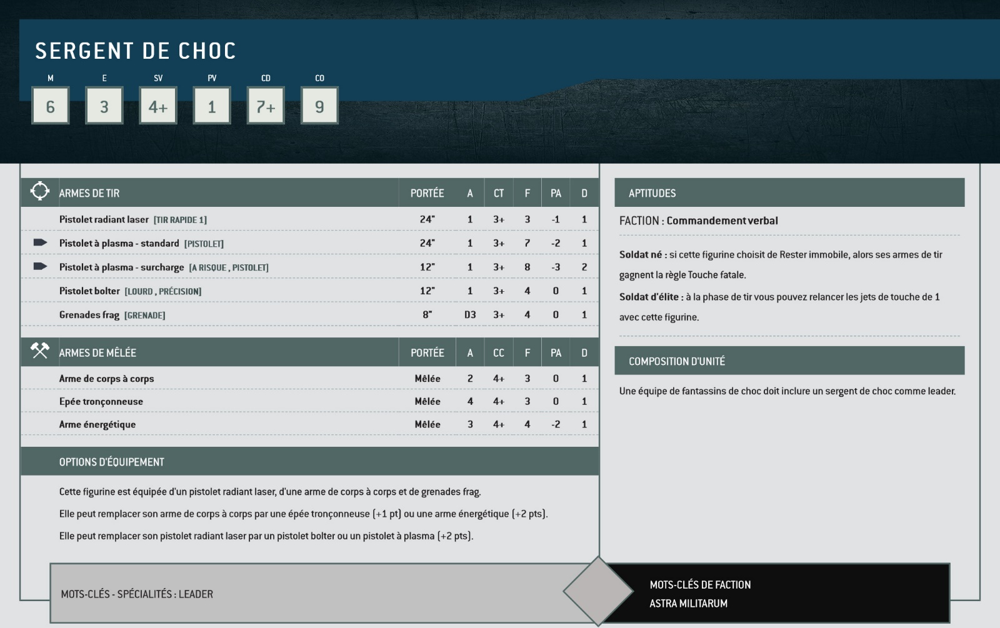 SERGENT DE CHOC
M E SV PV CD CO
6 3 4+ 1 7+ 9
ARMES DE TIR PORTÉE A CT F PA D
Pistolet radiant laser [TIR RAPIDE 1] 24" 1 3+ 3 -1 1
Pistolet à plasma - standard [PISTOLET] 24" 1 3+ 7 -2 1
Pistolet à plasma - surcharge [A RISQUE , PISTOLET] 12" 1 3+ 8 -3 2
Pistolet bolter [LOURD , PRÉCISION] 12" 1 3+ 4 0 1
Grenades frag [GRENADE] 8" D3 3+ 4 0 1
ARMES DE MÊLÉE PORTÉE A CC F PA D
Arme de corps à corps Mêlée 2 4+ 3 0 1
Epée tronçonneuse Mêlée 4 4+ 3 0 1
Arme énergétique Mêlée 3 4+ 4 -2 1
OPTIONS D'ÉQUIPEMENT
Cette figurine est équipée d'un pistolet radiant laser, d'une arme de corps à corps et de grenades frag.
Elle peut remplacer son arme de corps à corps par une épée tronçonneuse (+1 pt) ou une arme énergétique (+2 pts).
Elle peut remplacer son pistolet radiant laser par un pistolet bolter ou un pistolet à plasma (+2 pts).
APTITUDES
FACTION : Commandement verbal
Soldat né : si cette figurine choisit de Rester immobile, alors ses armes de tir
gagnent la règle Touche fatale.
Soldat d'élite : à la phase de tir vous pouvez relancer les jets de touche de 1
avec cette figurine.
COMPOSITION D'UNITÉ
Une équipe de fantassins de choc doit inclure un sergent de choc comme leader.
MOTS-CLÉS - SPÉCIALITÉS : LEADER
MOTS-CLÉS DE FACTION
ASTRA MILITARUM